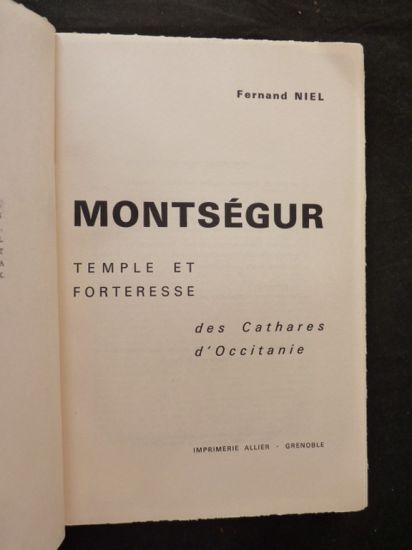 Fernand NIEL
MONTSÉGUR
TEMPLE ET
FORTERESSE
des Cathares
d'Occitanie
IMPRIMERIE ALLIER - GRENOBLE